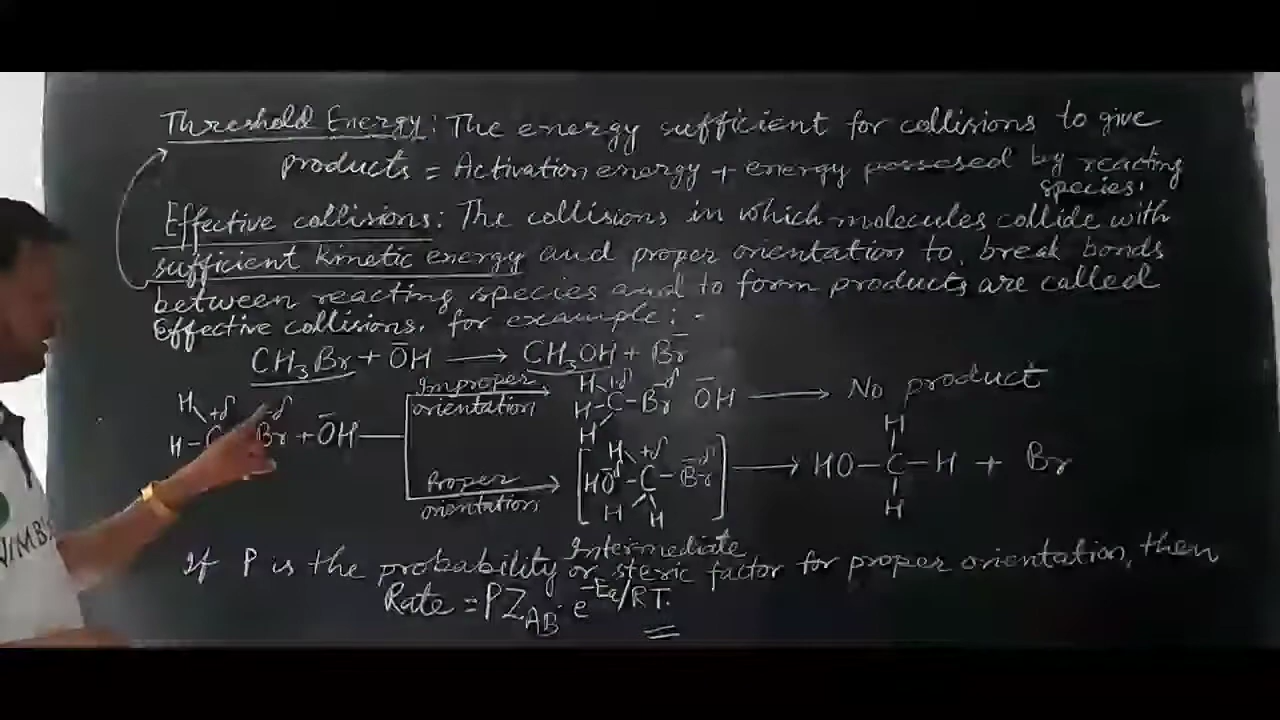 Threshold Energy: The energy sufficient for collisions to give
products = Activation energy + energy possesed by reacting
species.
Effective collisions: The collisions in which molecules collide with
sufficient kinetic energy and proper orientation to break bonds
between reacting species and to form products are called
Effective collisions. for example:-
CH₃Br + ŌH ⟶ CH₃OH + Br⁻
Improper
orientation
H +δ -δ
H-C-Br ŌH ⟶ No product
H
H +δ -δ
H-C Br + ŌH
Proper
orientation
H +δ
[HŌδ -C- Br̄δ] ⟶ HO-C-H + Br
H H
H
H
Intermediate
If P is the probability or steric factor for proper orientation, then
Rate = PZ_AB e^-Ea/RT.